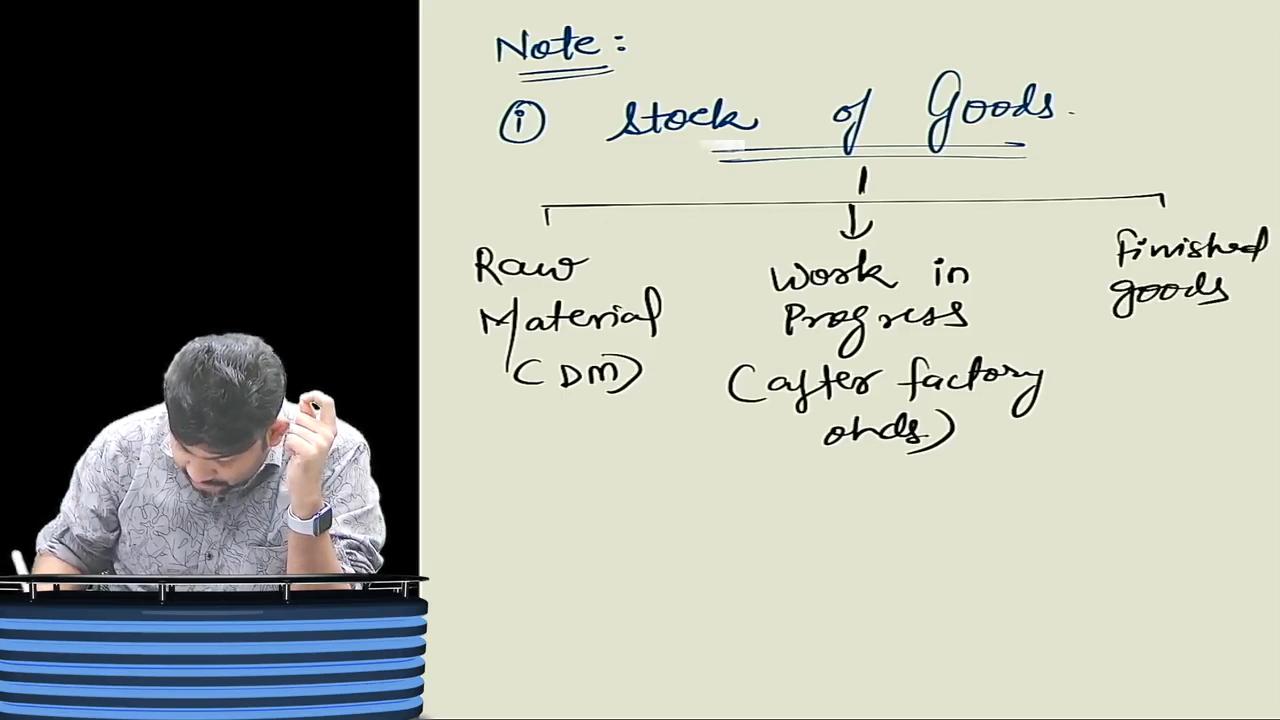 Note:
① Stock of Goods.
Raw
Material
(DM)
Work in
Progress
(after factory
ohds)
Finished
goods